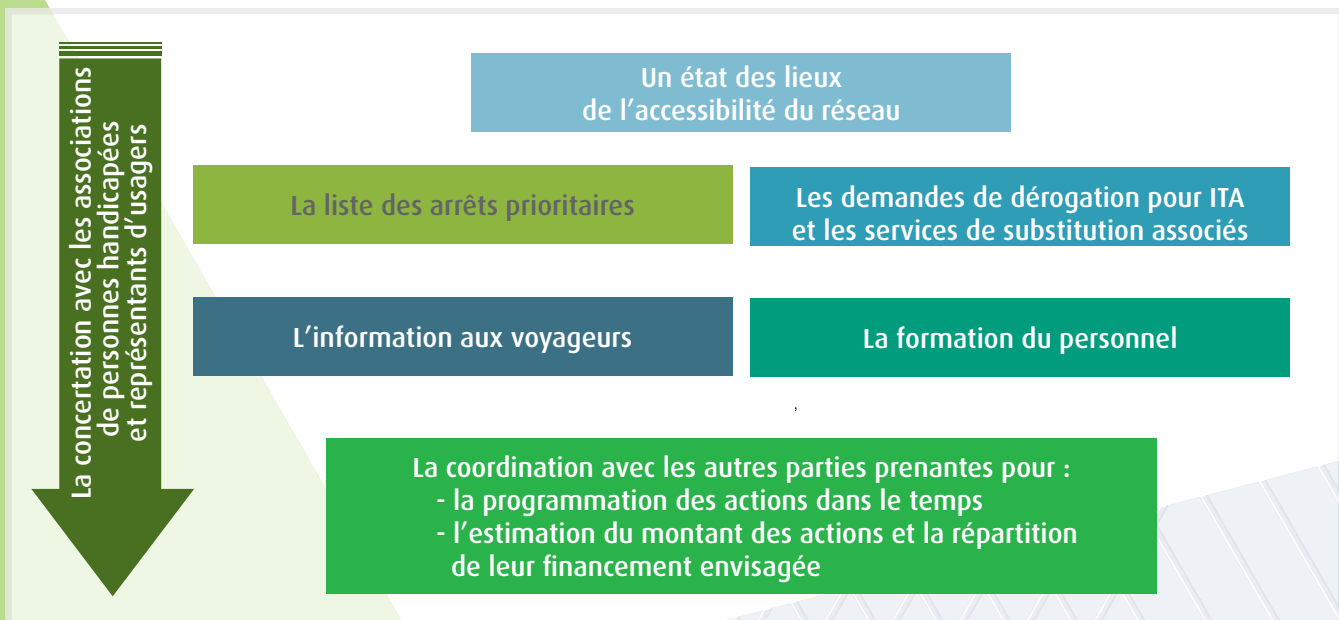 La concertation avec les associations
de personnes handicapées
et représentants d’usagers
Un état des lieux
de l’accessibilité du réseau
La liste des arrêts prioritaires
Les demandes de dérogation pour ITA
et les services de substitution associés
L’information aux voyageurs
La formation du personnel
,
La coordination avec les autres parties prenantes pour :
- la programmation des actions dans le temps
- l’estimation du montant des actions et la répartition
de leur financement envisagée